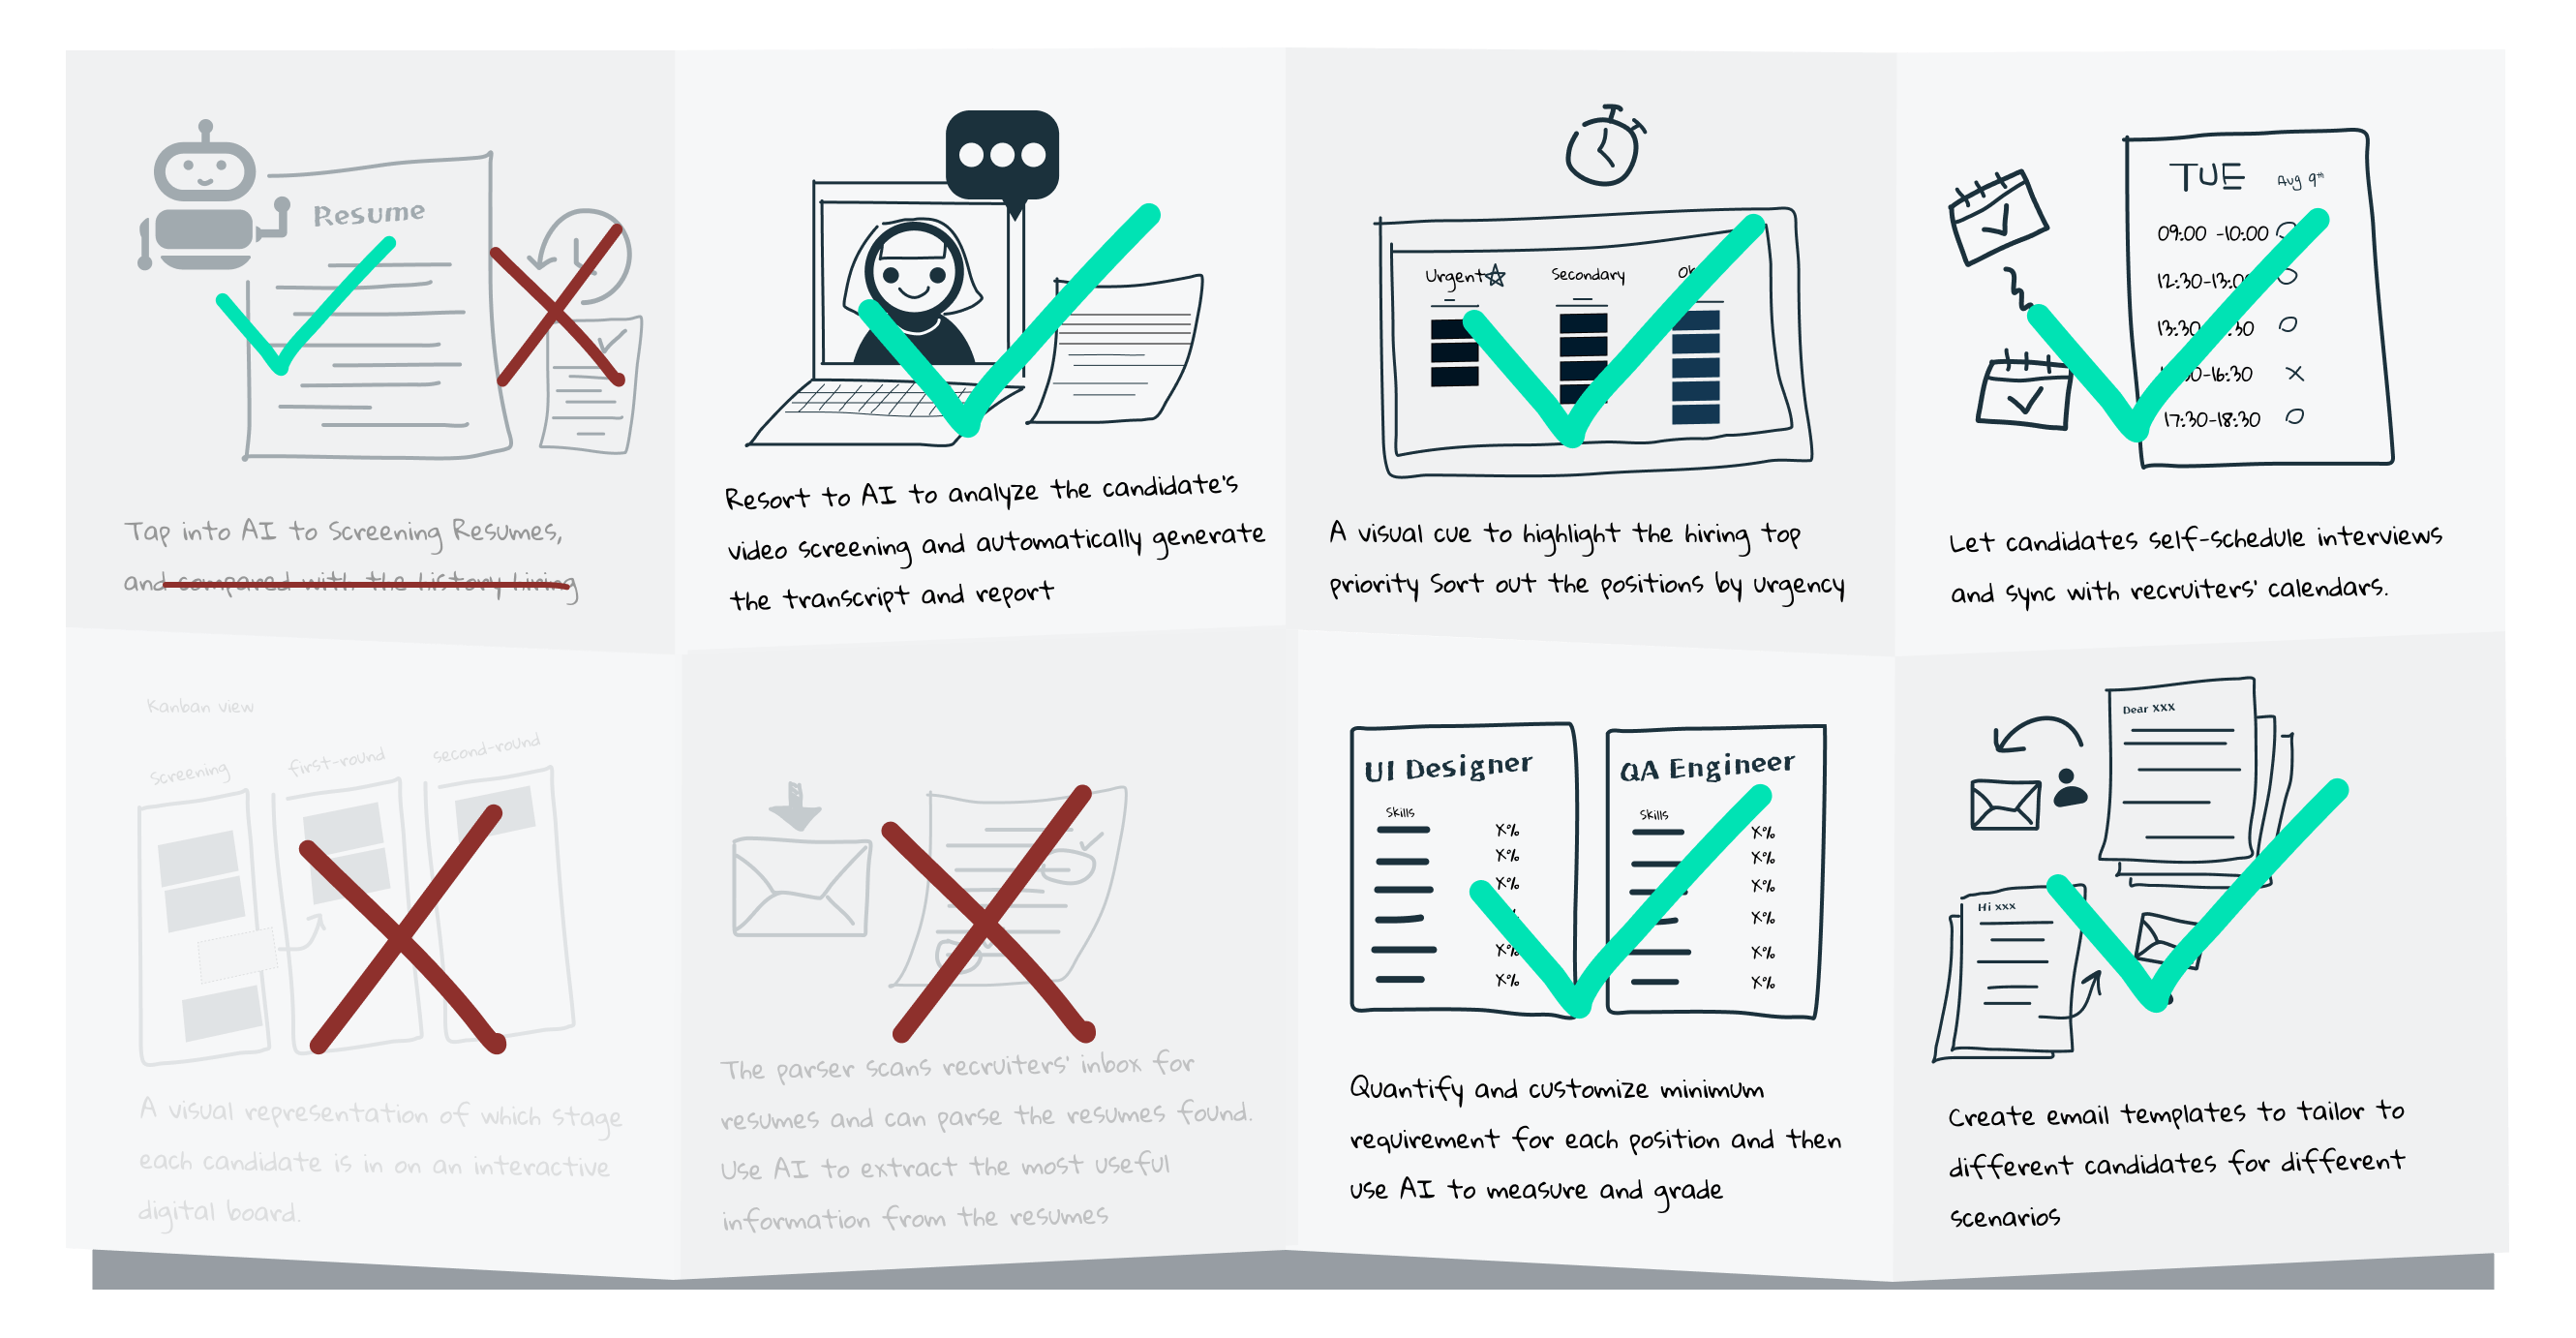 Resume
Tap into AI to Screening Resumes,
and compared with the history hiring
Resort to AI to analyze the candidate's
video screening and automatically generate
the transcript and report
Urgent Secondary
A visual cue to highlight the hiring top
priority Sort out the positions by urgency
TUE Aug 9th
09:00 -10:00
12:30-13:00
13:30 30
30-16:30
17:30-18:30
Let candidates self-schedule interviews
and sync with recruiters' calendars.
Kanban view
screening first-round second-round
A visual representation of which stage
each candidate is in on an interactive
digital board.
The parser scans recruiters' inbox for
resumes and can parse the resumes found.
Use AI to extract the most useful
information from the resumes
UI Designer
Skills
X%
X%
X%
X%
X%
QA Engineer
Skills
X%
X%
X%
X%
X%
X%
Quantify and customize minimum
requirement for each position and then
use AI to measure and grade
Dear XXX
Hi xxx
Create email templates to tailor to
different candidates for different
scenarios